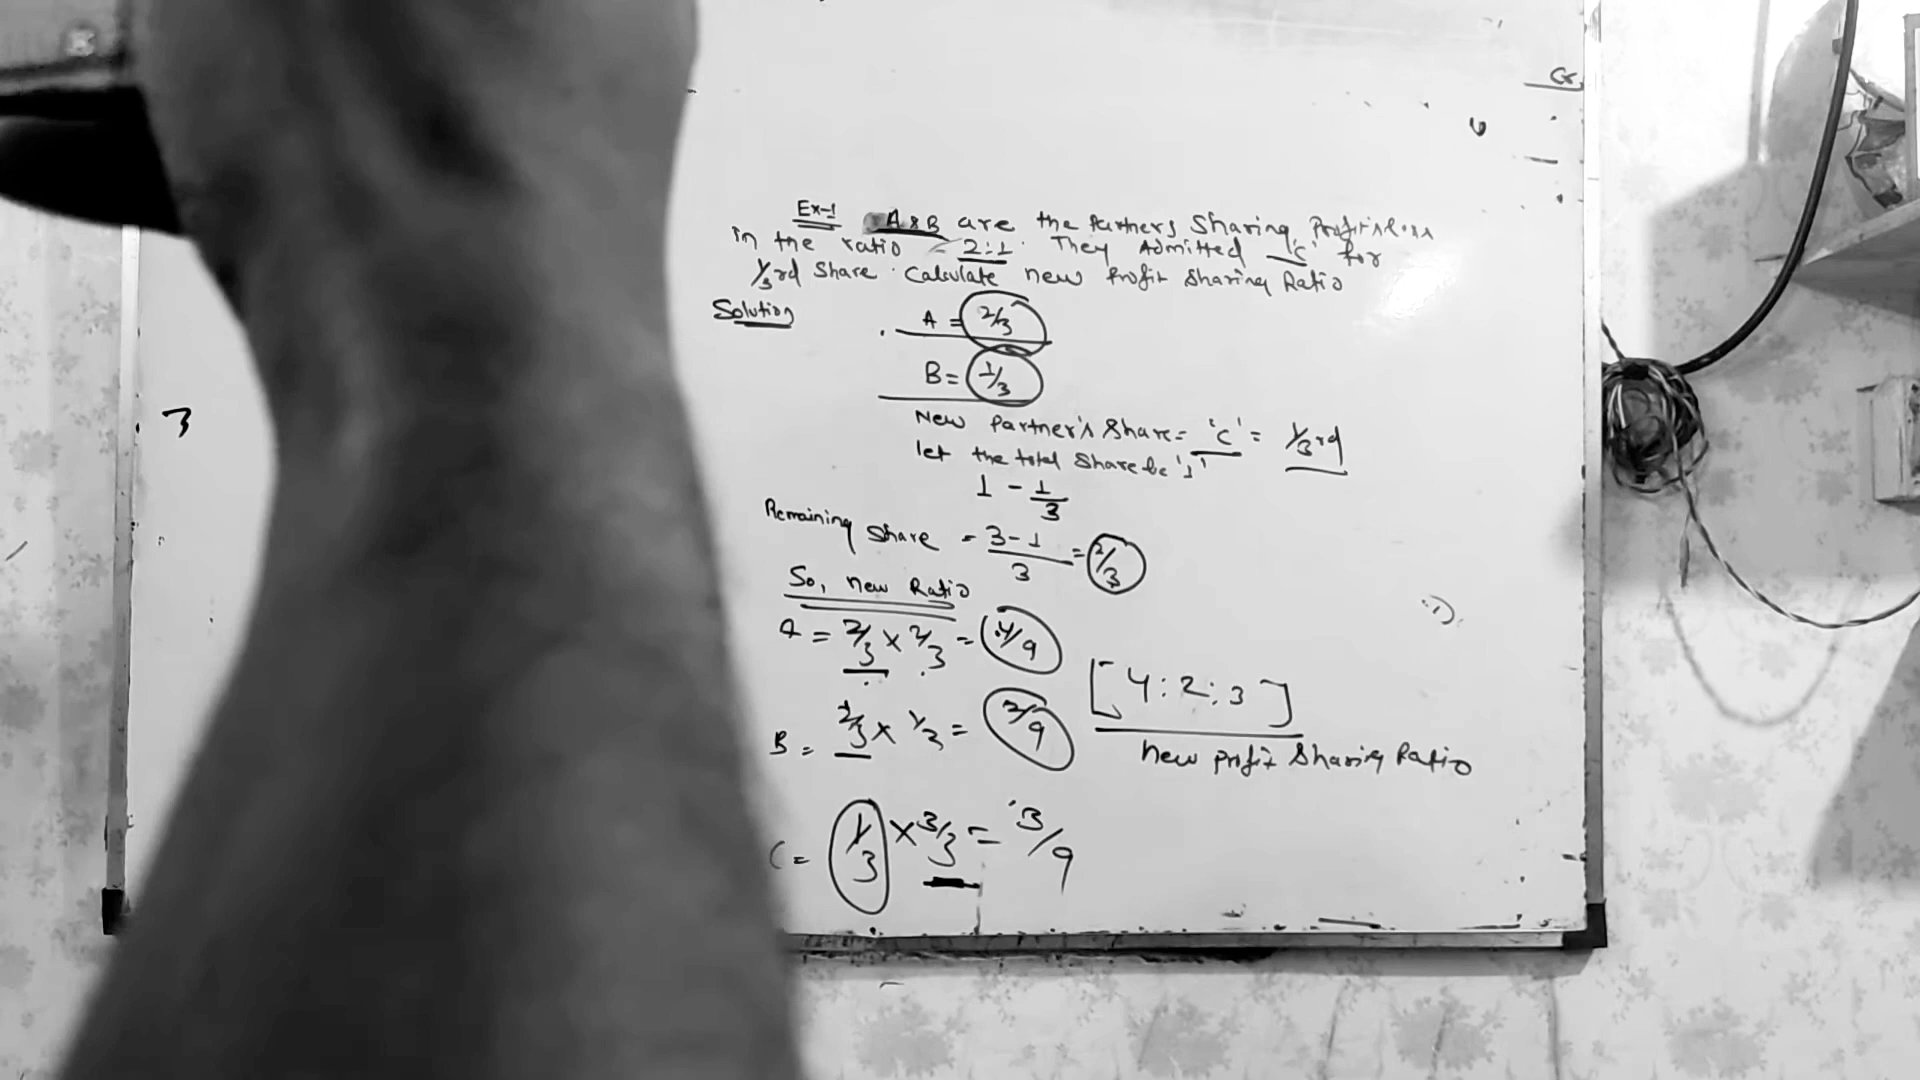 Ex-1 A & B are the Partners Sharing Profit & loss
in the ratio = 2:1. They Admitted 'C' for
1/3rd Share. Calculate new Profit Sharing Ratio
Solution
A = 2/3
B = 1/3
New Partner's Share = 'C' = 1/3rd
let the total Share be '1'
1 - 1/3
Remaining Share = 3-1/3 = 2/3
So, new Ratio
A = 2/3 x 2/3 = 4/9
B = 2/3 x 1/3 = 2/9
[4:2:3]
New profit Sharing Ratio
C = 1/3 x 3/3 = 3/9